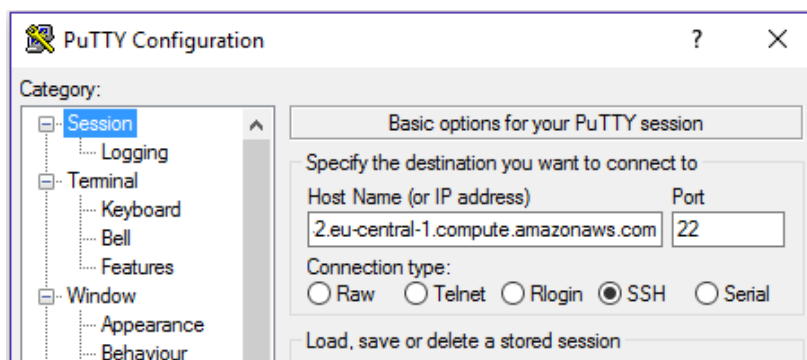 PuTTY Configuration ? ✕
Category:
Session
Logging
Terminal
Keyboard
Bell
Features
Window
Appearance
Behaviour
Basic options for your PuTTY session
Specify the destination you want to connect to
Host Name (or IP address) Port
2.eu-central-1.compute.amazonaws.com 22
Connection type:
Raw Telnet Rlogin SSH Serial
Load, save or delete a stored session